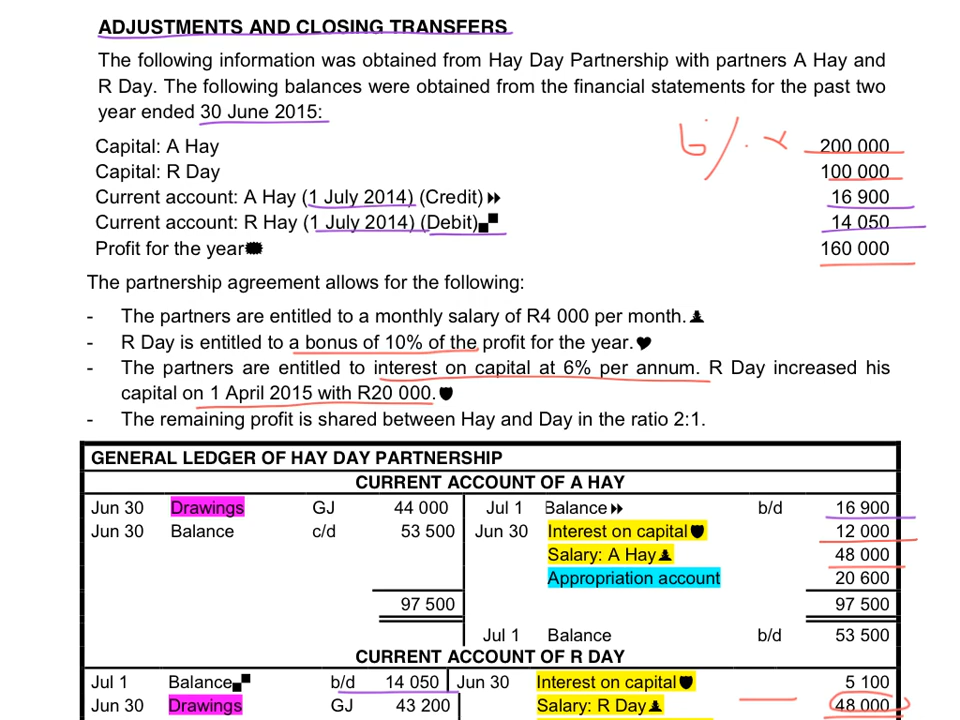 ADJUSTMENTS AND CLOSING TRANSFERS
The following information was obtained from Hay Day Partnership with partners A Hay and
R Day. The following balances were obtained from the financial statements for the past two
year ended 30 June 2015:
6% x
Capital: A Hay 200 000
Capital: R Day 100 000
Current account: A Hay (1 July 2014) (Credit) 16 900
Current account: R Hay (1 July 2014) (Debit) 14 050
Profit for the year 160 000
The partnership agreement allows for the following:
- The partners are entitled to a monthly salary of R4 000 per month.
- R Day is entitled to a bonus of 10% of the profit for the year.
- The partners are entitled to interest on capital at 6% per annum. R Day increased his
capital on 1 April 2015 with R20 000.
- The remaining profit is shared between Hay and Day in the ratio 2:1.
GENERAL LEDGER OF HAY DAY PARTNERSHIP
CURRENT ACCOUNT OF A HAY
Jun 30 Drawings GJ 44 000 Jul 1 Balance b/d 16 900
Jun 30 Balance c/d 53 500 Jun 30 Interest on capital 12 000
Salary: A Hay 48 000
Appropriation account 20 600
97 500 97 500
Jul 1 Balance b/d 53 500
CURRENT ACCOUNT OF R DAY
Jul 1 Balance b/d 14 050 Jun 30 Interest on capital 5 100
Jun 30 Drawings GJ 43 200 Salary: R Day 48 000